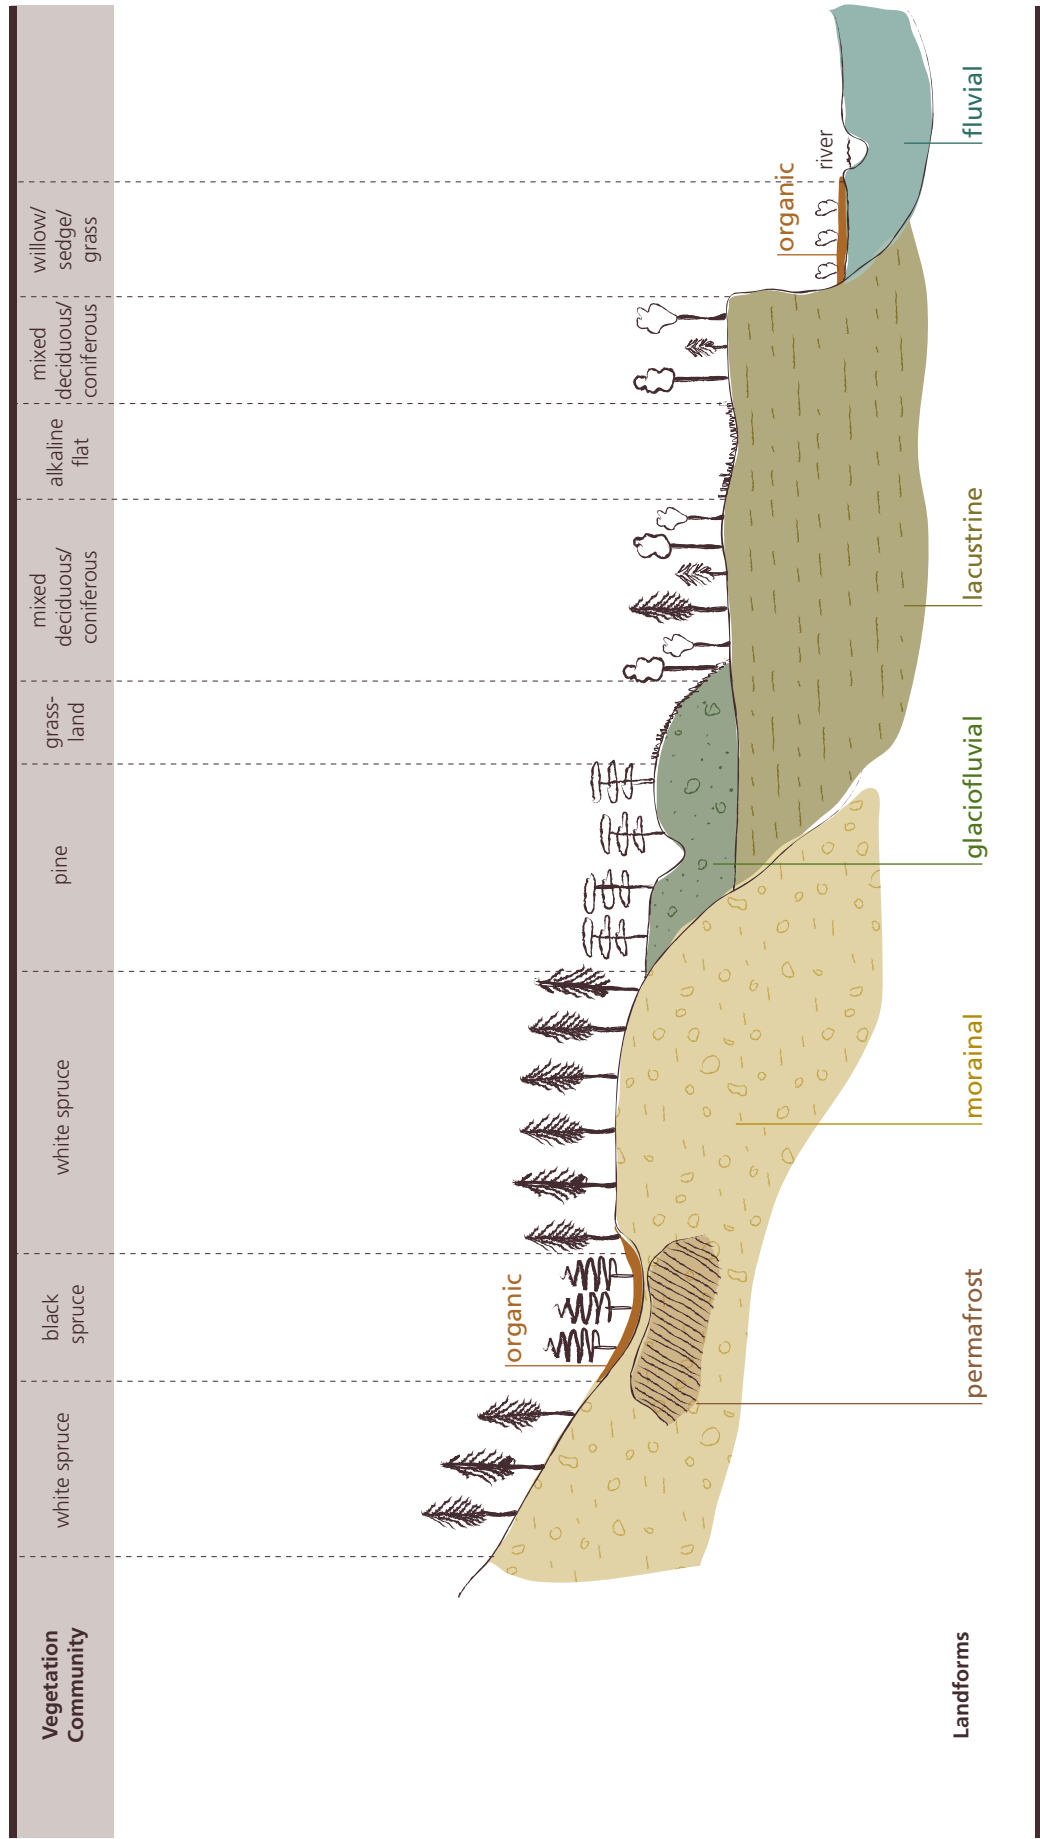 Vegetation
Community
white spruce
black
spruce
white spruce
pine
grass-
land
mixed
deciduous/
coniferous
alkaline
flat
mixed
deciduous/
coniferous
willow/
sedge/
grass
organic
organic
river
Landforms
permafrost
morainal
glaciofluvial
lacustrine
fluvial